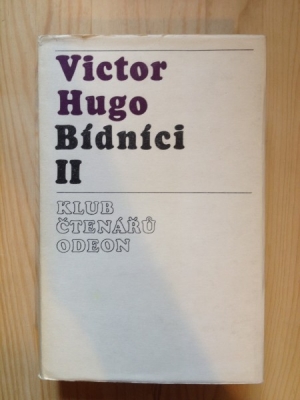 Victor
Hugo
Bídníci
II
KLUB
ČTENÁŘŮ
ODEON